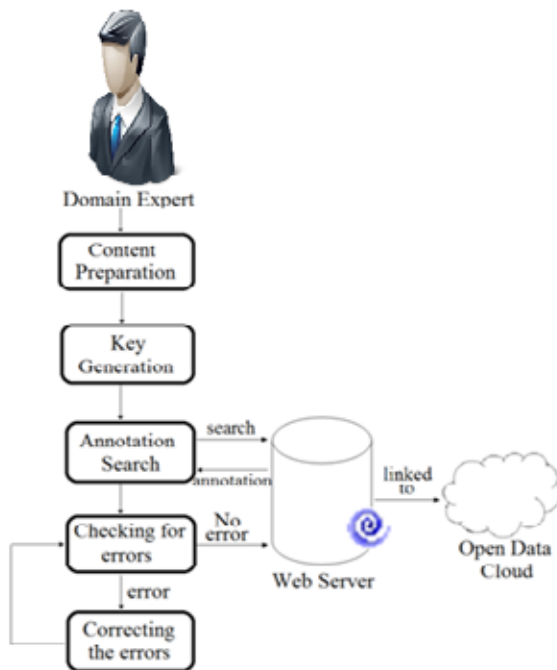 Domain Expert
Content
Preparation
Key
Generation
Annotation
Search
search
annotation
Checking for
errors
No
error
error
Correcting
the errors
Web Server
linked
to
Open Data
Cloud